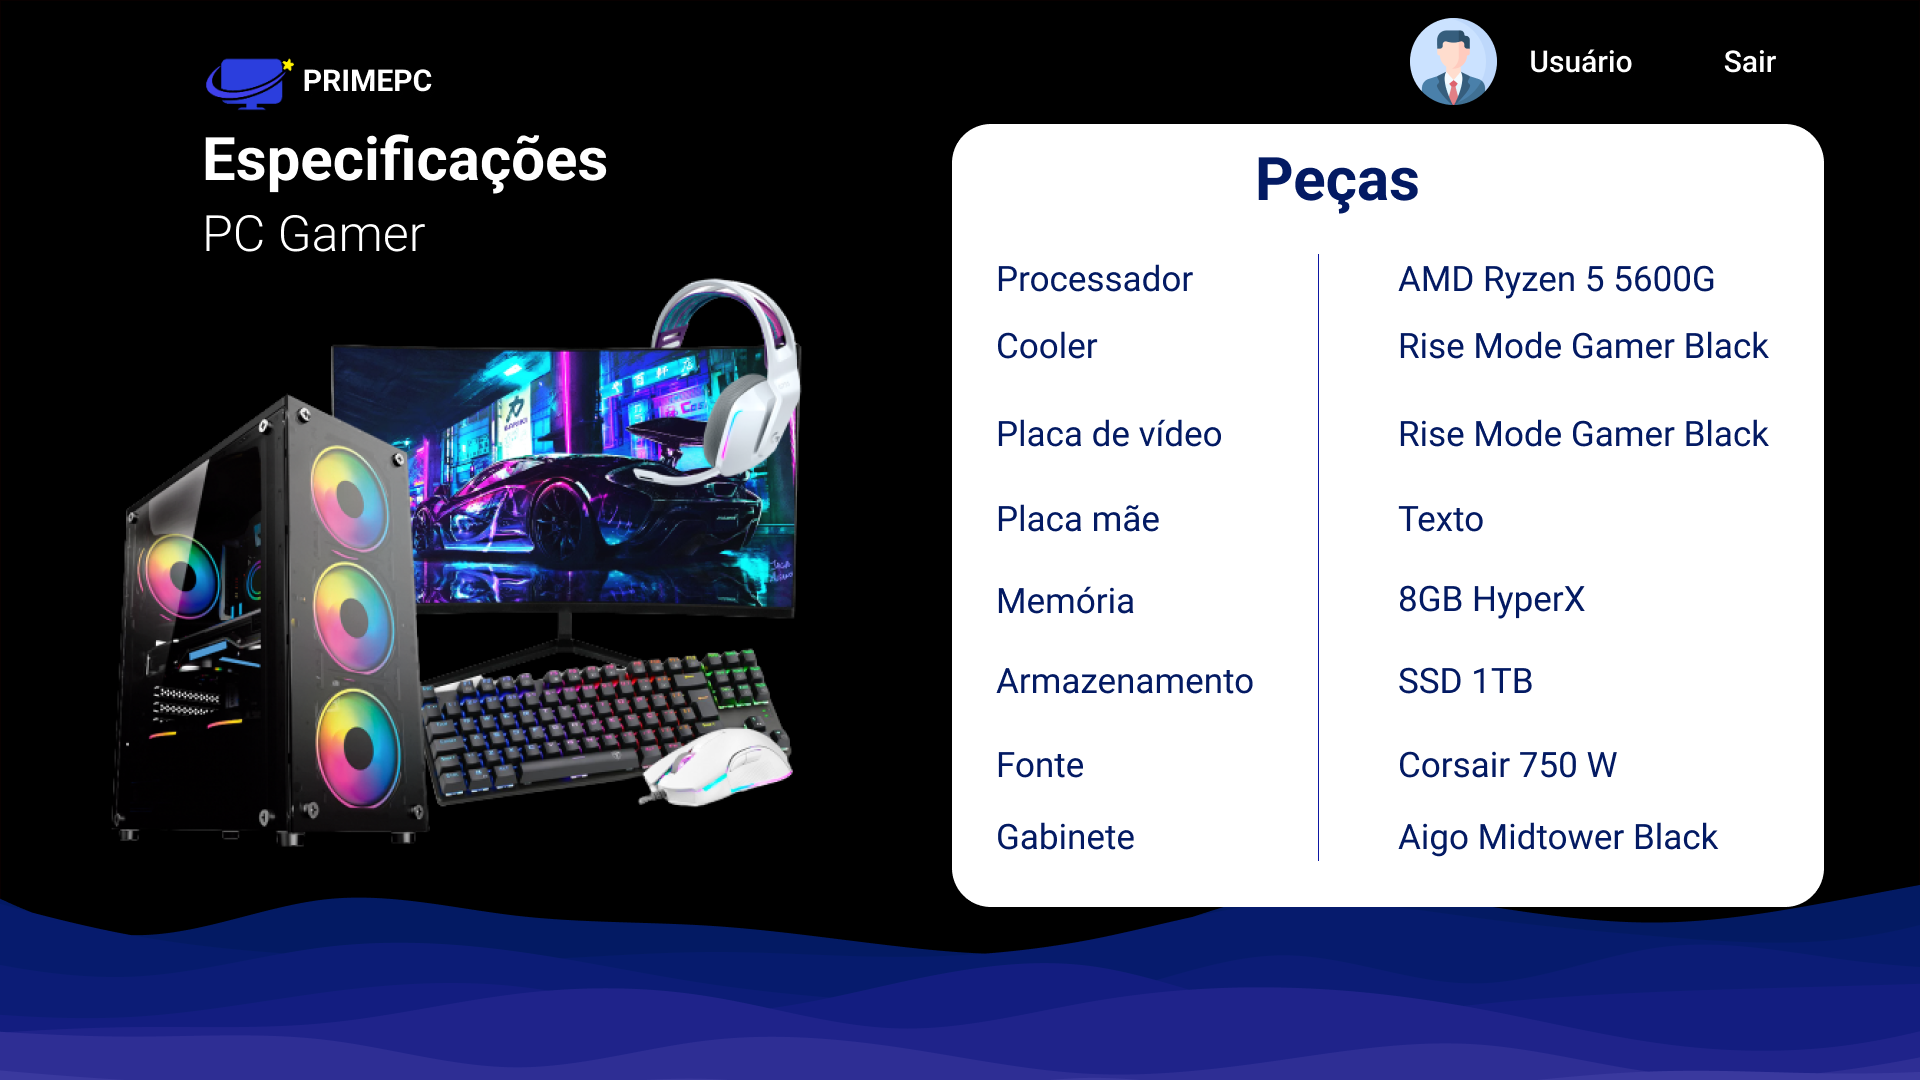 PRIMEPC
Usuário
Sair
Especificações
PC Gamer
Peças
Processador
AMD Ryzen 5 5600G
Cooler
Rise Mode Gamer Black
Placa de vídeo
Rise Mode Gamer Black
Placa mãe
Texto
Memória
8GB HyperX
Armazenamento
SSD 1TB
Fonte
Corsair 750 W
Gabinete
Aigo Midtower Black